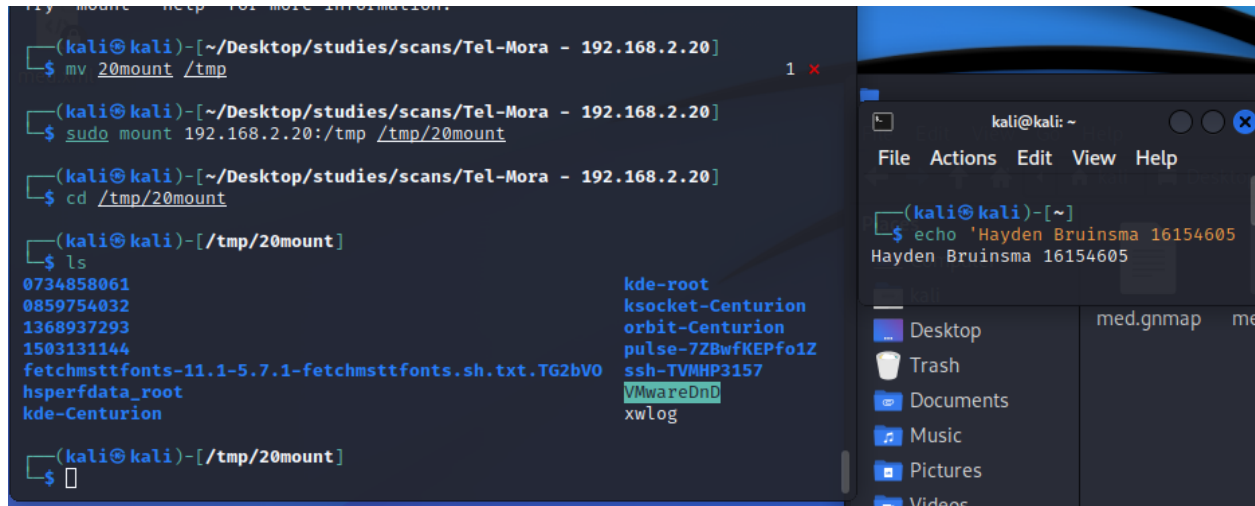 Try 'mount --help' for more information.
┌──(kali㉿kali)-[~/Desktop/studies/scans/Tel-Mora - 192.168.2.20]
└─$ mv 20mount /tmp 1 ⨯
┌──(kali㉿kali)-[~/Desktop/studies/scans/Tel-Mora - 192.168.2.20]
└─$ sudo mount 192.168.2.20:/tmp /tmp/20mount
┌──(kali㉿kali)-[~/Desktop/studies/scans/Tel-Mora - 192.168.2.20]
└─$ cd /tmp/20mount
┌──(kali㉿kali)-[/tmp/20mount]
└─$ ls
0734858061 kde-root
0859754032 ksocket-Centurion
1368937293 orbit-Centurion
1503131144 pulse-7ZBwfKEPfo1Z
fetchmsttfonts-11.1-5.7.1-fetchmsttfonts.sh.txt.TG2bVO ssh-TVMHP3157
hsperfdata_root VMwareDnD
kde-Centurion xwlog
┌──(kali㉿kali)-[/tmp/20mount]
└─$
kali@kali: ~
File Actions Edit View Help
┌──(kali㉿kali)-[~]
└─$ echo 'Hayden Bruinsma 16154605
Hayden Bruinsma 16154605
kali
Desktop
Trash
Documents
Music
Pictures
Videos
med.gnmap me